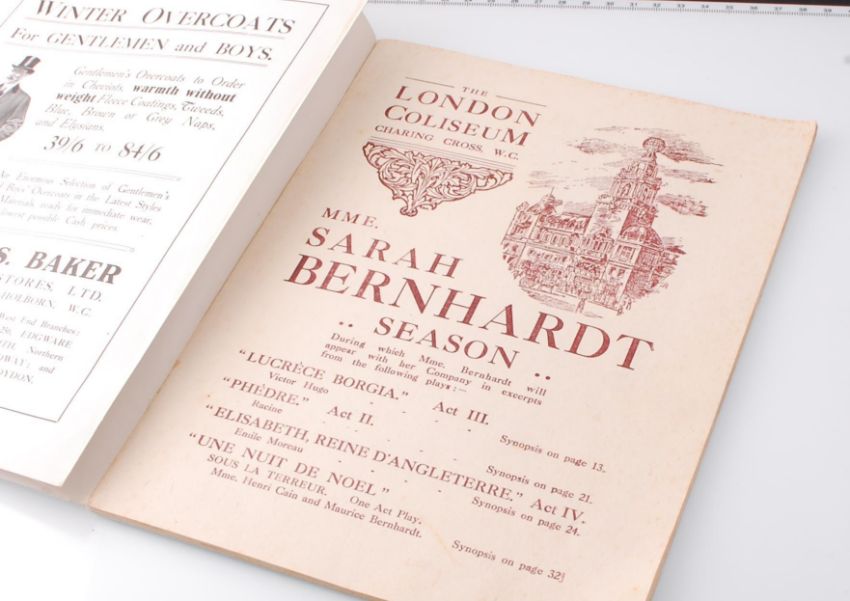 WINTER OVERCOATS
For GENTLEMEN and BOYS.
Gentlemen's Overcoats to Order
in Cheviots, warmth without
weight Fleece Coatings, Tweeds,
Blue, Brown or Grey Naps,
and Elysians.
39/6 to 84/6
An Enormous Selection of Gentlemen's
Boys' Overcoats in the Latest Styles
Materials, ready for immediate wear,
lowest possible Cash prices.
S. BAKER
STORES, LTD.
HOLBORN, W.C.
West End Branches:
EDGWARE
Northern
and
CROYDON.
THE
LONDON
COLISEUM
CHARING CROSS, W.C.
MME.
SARAH
BERNHARDT
SEASON
During which Mme. Bernhardt will
appear with her Company in excerpts
from the following plays:—
"LUCRÈCE BORGIA." Act III.
Victor Hugo - - - - Synopsis on page 13.
"PHÈDRE." Act II.
Racine - - - - Synopsis on page 21.
"ELISABETH, REINE D'ANGLETERRE." Act IV.
Emile Moreau - - - - Synopsis on page 24.
"UNE NUIT DE NOEL"
SOUS LA TERREUR. One Act Play.
Mme. Henri Cain and Maurice Bernhardt.
Synopsis on page 32